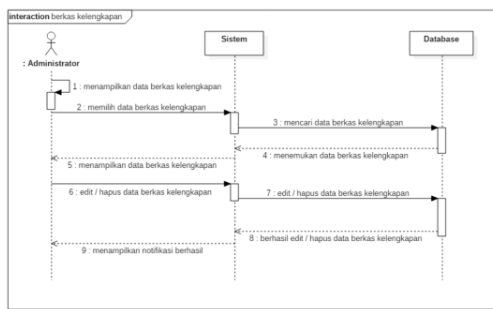 interaction berkas kelengkapan
Sistem
Database
: Administrator
1 : menampilkan data berkas kelengkapan
2 : memilih data berkas kelengkapan
3 : mencari data berkas kelengkapan
4 : menemukan data berkas kelengkapan
5 : menampilkan data berkas kelengkapan
6 : edit / hapus data berkas kelengkapan
7 : edit / hapus data berkas kelengkapan
8 : berhasil edit / hapus data berkas kelengkapan
9 : menampilkan notifikasi berhasil